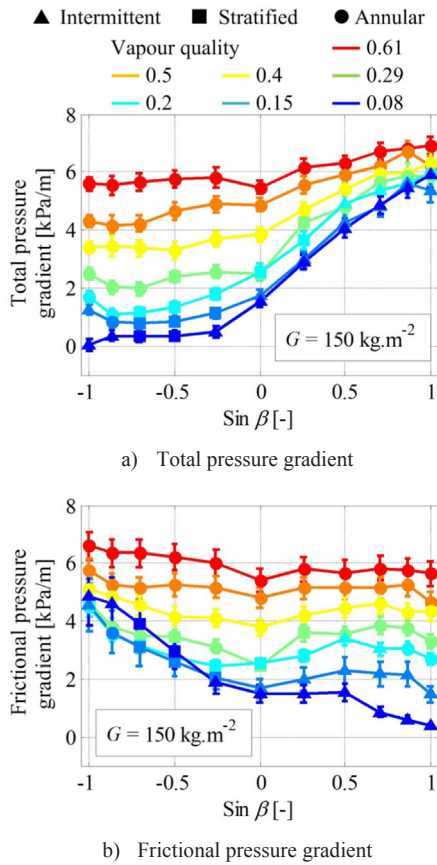 Intermittent Stratified Annular
Vapour quality 0.61
0.5 0.4 0.29
0.2 0.15 0.08
8
6
4
2
0
Total pressure
gradient [kPa/m]
G = 150 kg.m-2
-1 -0.5 0 0.5 1
Sin β [-]
a) Total pressure gradient
8
6
4
2
0
Frictional pressure
gradient [kPa/m]
G = 150 kg.m-2
-1 -0.5 0 0.5 1
Sin β [-]
b) Frictional pressure gradient